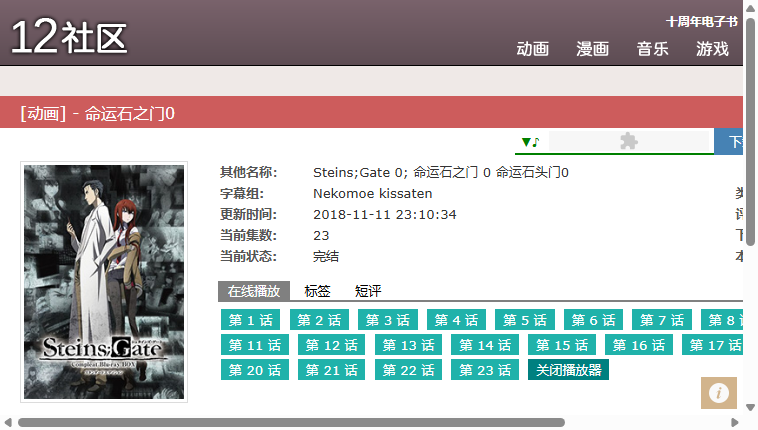 12社区
十周年电子书
动画 漫画 音乐 游戏
[动画] - 命运石之门0
▼♪
下
其他名称: Steins;Gate 0; 命运石之门 0 命运石头门0
字幕组: Nekomoe kissaten 类
更新时间: 2018-11-11 23:10:34 评
当前集数: 23 下
当前状态: 完结 本
Steins;Gate
Compleat Blu-ray BOX
在线播放 标签 短评
第 1 话 第 2 话 第 3 话 第 4 话 第 5 话 第 6 话 第 7 话 第 8
第 11 话 第 12 话 第 13 话 第 14 话 第 15 话 第 16 话 第 17 话
第 20 话 第 21 话 第 22 话 第 23 话 关闭播放器